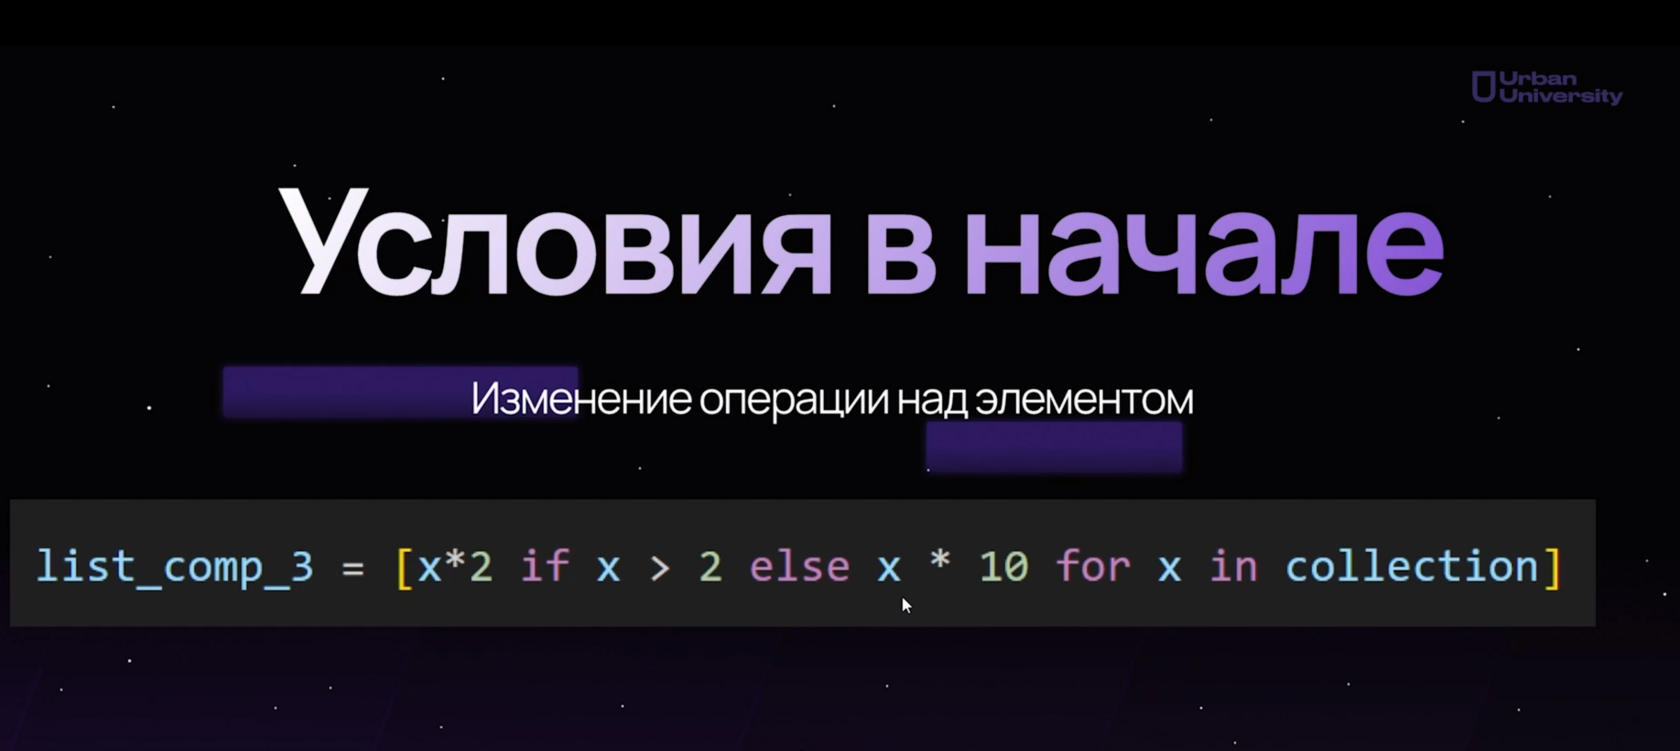 Urban
University
Условия в начале
Изменение операции над элементом
list_comp_3 = [x*2 if x > 2 else x * 10 for x in collection]